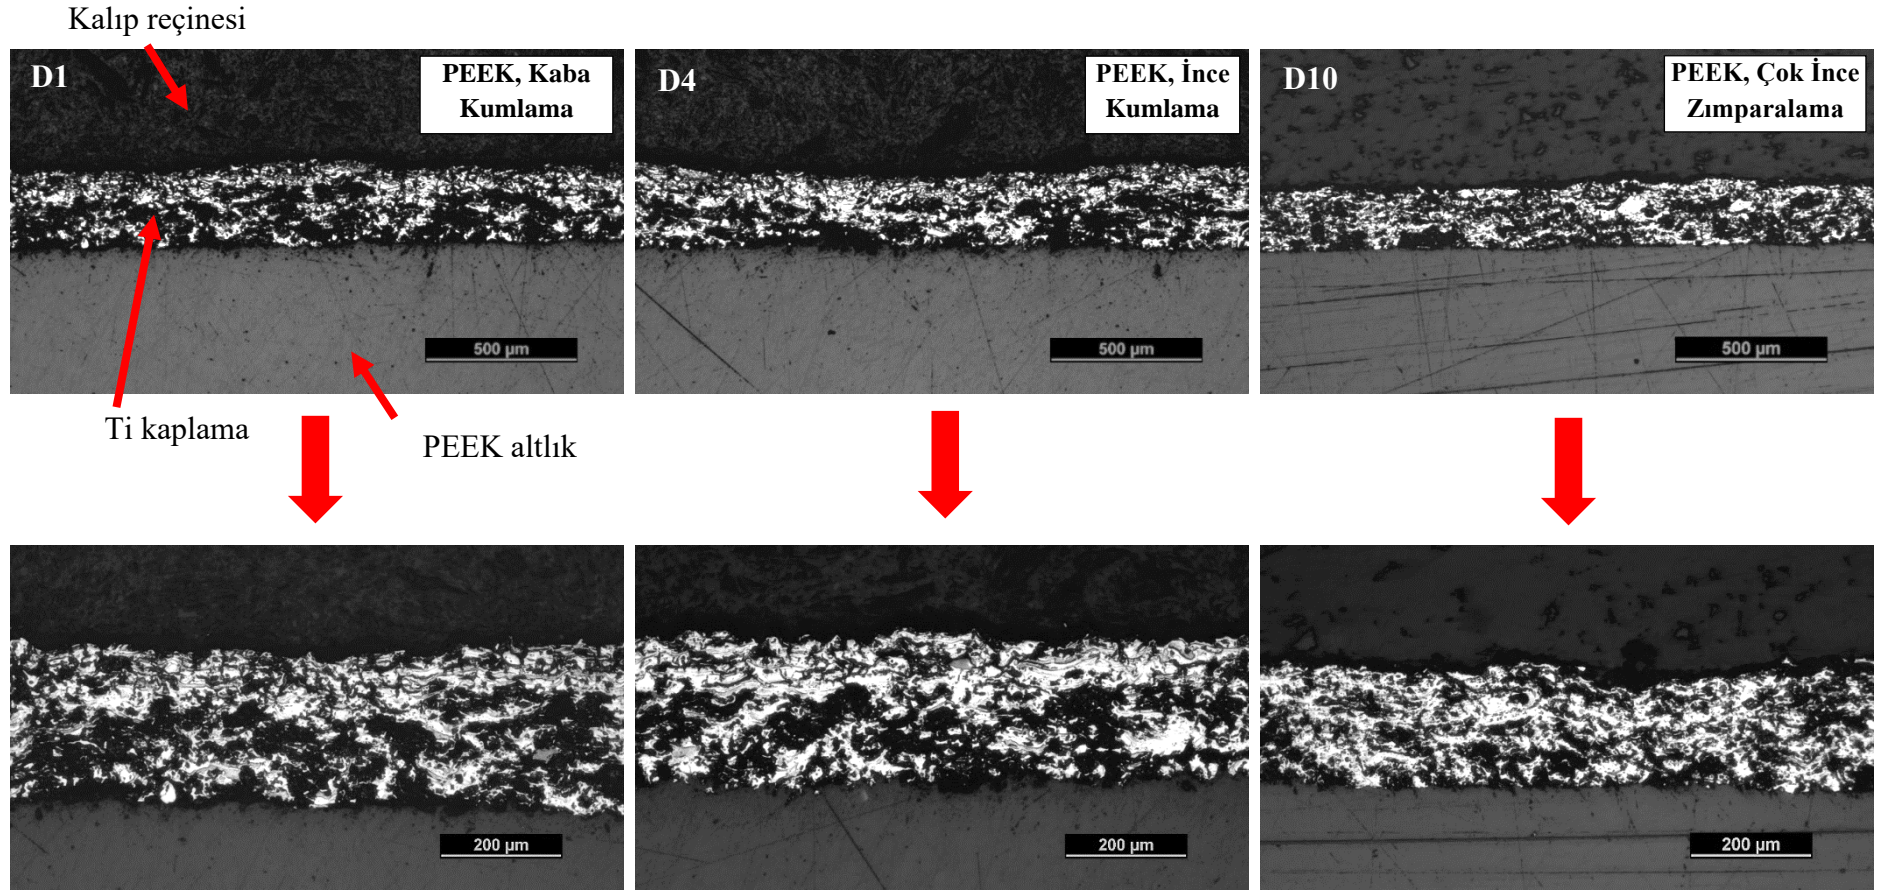 Kalıp reçinesi
D1
PEEK, Kaba
Kumlama
D4
PEEK, İnce
Kumlama
D10
PEEK, Çok İnce
Zımparalama
500 µm
500 µm
500 µm
Ti kaplama
PEEK altlık
200 µm
200 µm
200 µm